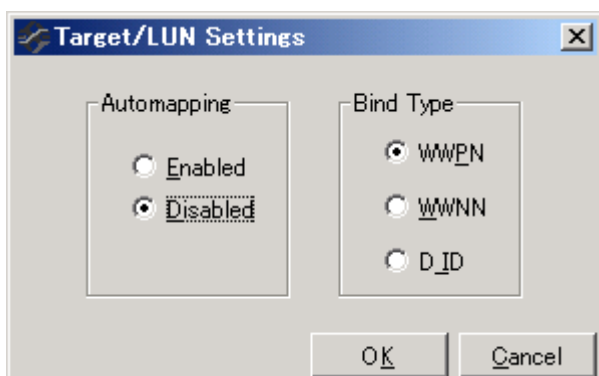 Target/LUN Settings
Automapping
Enabled
Disabled
Bind Type
WWPN
WWNN
D_ID
OK
Cancel